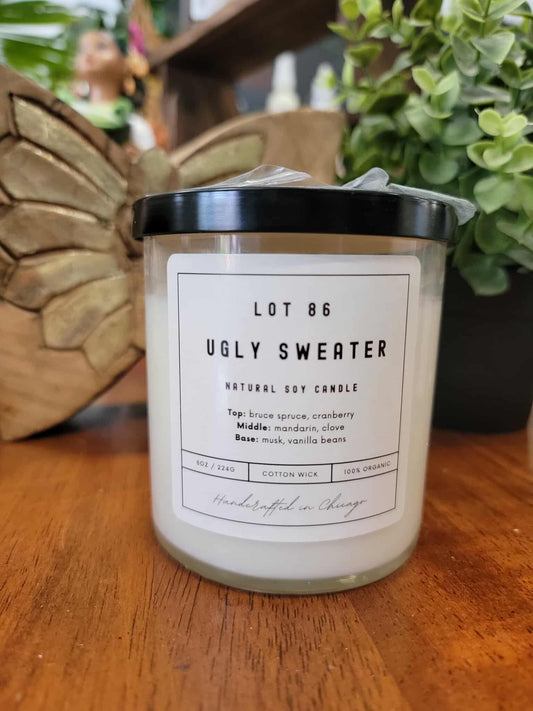 LOT 86
UGLY SWEATER
NATURAL SOY CANDLE
Top: bruce spruce, cranberry
Middle: mandarin, clove
Base: musk, vanilla beans
8OZ / 224G COTTON WICK 100% ORGANIC
Handcrafted in Chicago